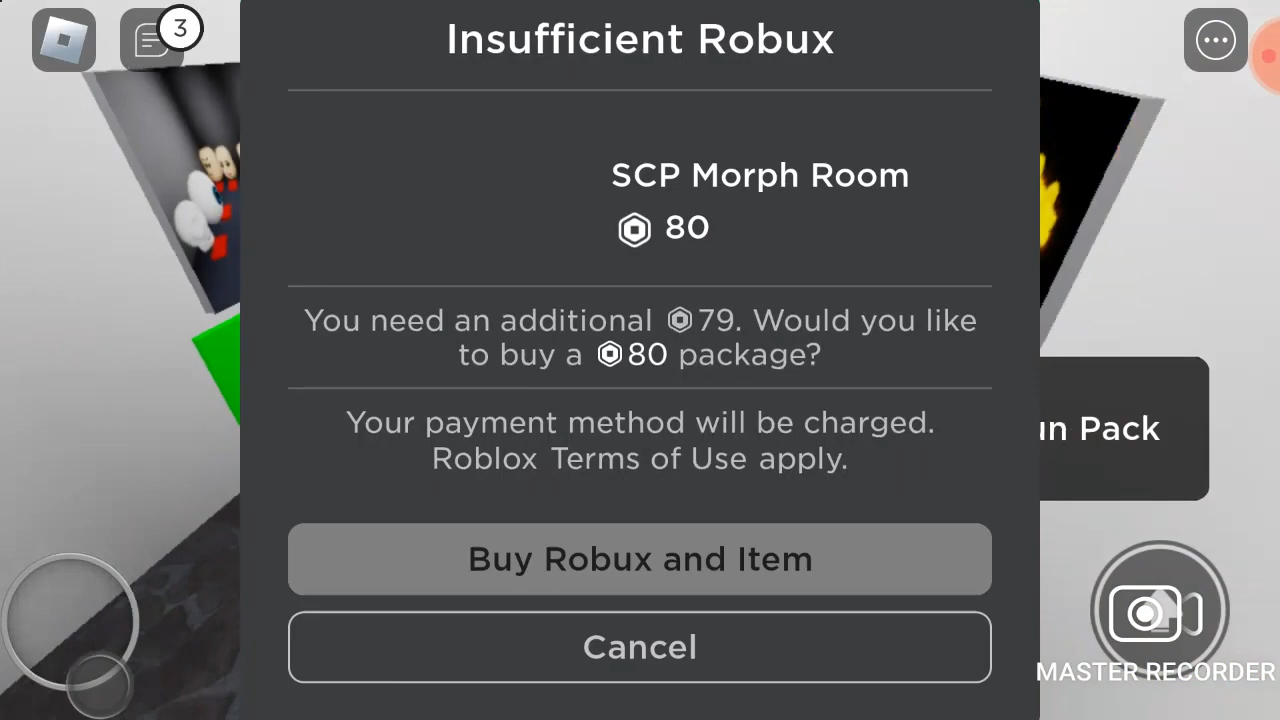 3
Insufficient Robux
SCP Morph Room
80
You need an additional 79. Would you like
to buy a 80 package?
Your payment method will be charged.
Roblox Terms of Use apply.
un Pack
Buy Robux and Item
Cancel
MASTER RECORDER